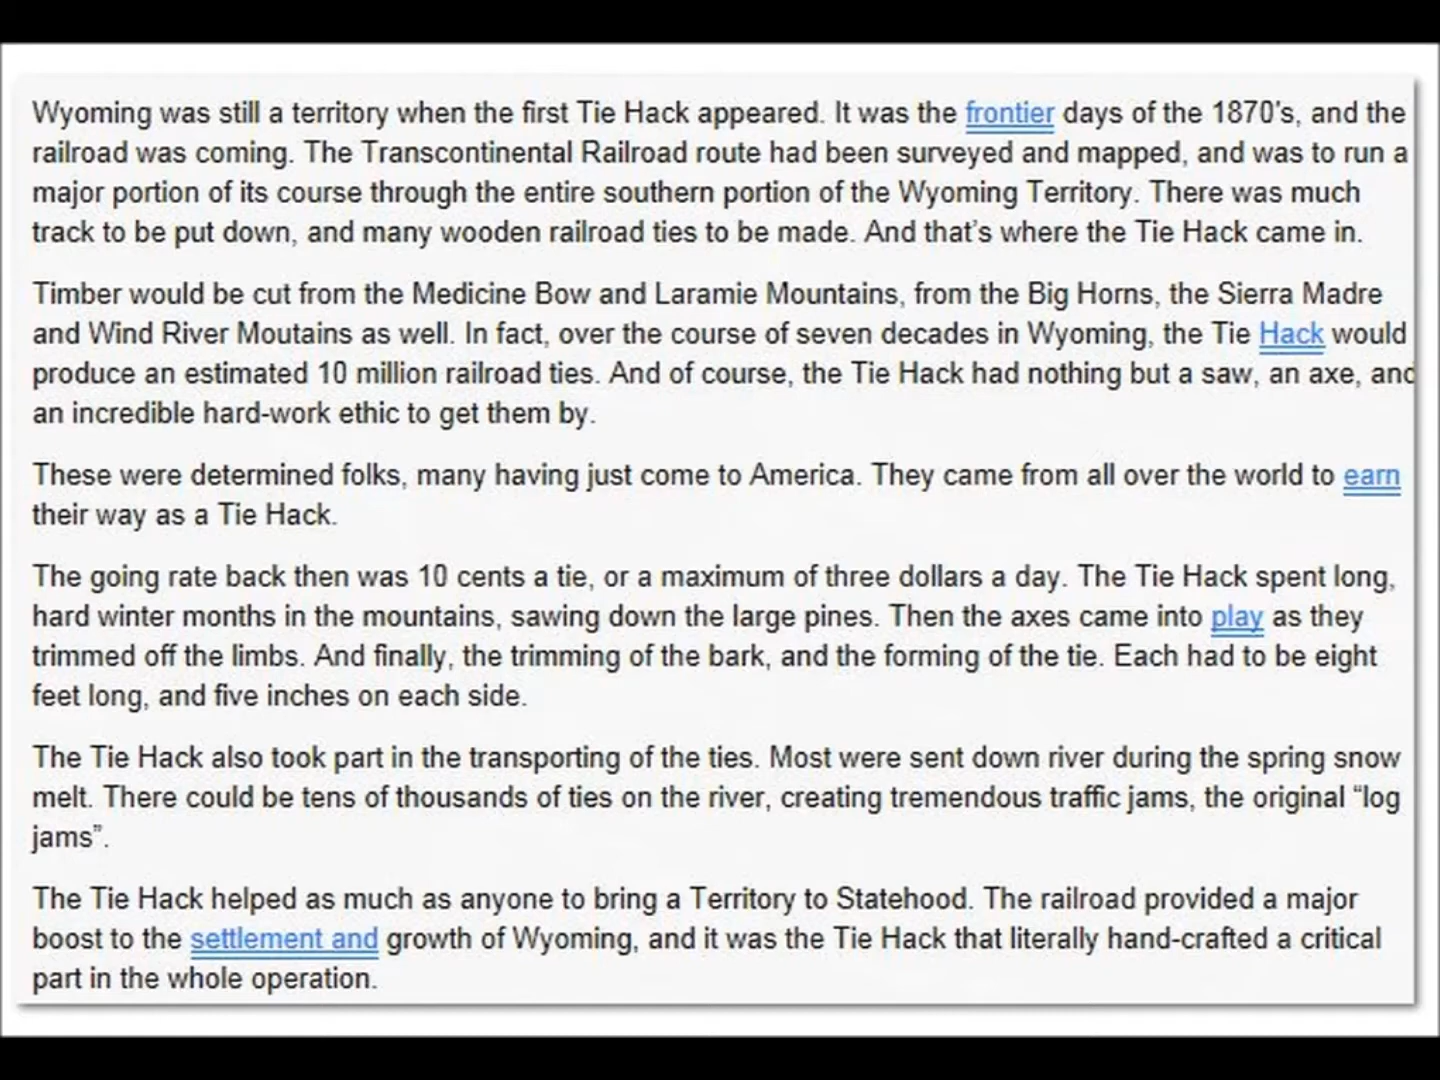 Wyoming was still a territory when the first Tie Hack appeared. It was the frontier days of the 1870's, and the
railroad was coming. The Transcontinental Railroad route had been surveyed and mapped, and was to run a
major portion of its course through the entire southern portion of the Wyoming Territory. There was much
track to be put down, and many wooden railroad ties to be made. And that's where the Tie Hack came in.
Timber would be cut from the Medicine Bow and Laramie Mountains, from the Big Horns, the Sierra Madre
and Wind River Moutains as well. In fact, over the course of seven decades in Wyoming, the Tie Hack would
produce an estimated 10 million railroad ties. And of course, the Tie Hack had nothing but a saw, an axe, and
an incredible hard-work ethic to get them by.
These were determined folks, many having just come to America. They came from all over the world to earn
their way as a Tie Hack.
The going rate back then was 10 cents a tie, or a maximum of three dollars a day. The Tie Hack spent long,
hard winter months in the mountains, sawing down the large pines. Then the axes came into play as they
trimmed off the limbs. And finally, the trimming of the bark, and the forming of the tie. Each had to be eight
feet long, and five inches on each side.
The Tie Hack also took part in the transporting of the ties. Most were sent down river during the spring snow
melt. There could be tens of thousands of ties on the river, creating tremendous traffic jams, the original “log
jams”.
The Tie Hack helped as much as anyone to bring a Territory to Statehood. The railroad provided a major
boost to the settlement and growth of Wyoming, and it was the Tie Hack that literally hand-crafted a critical
part in the whole operation.